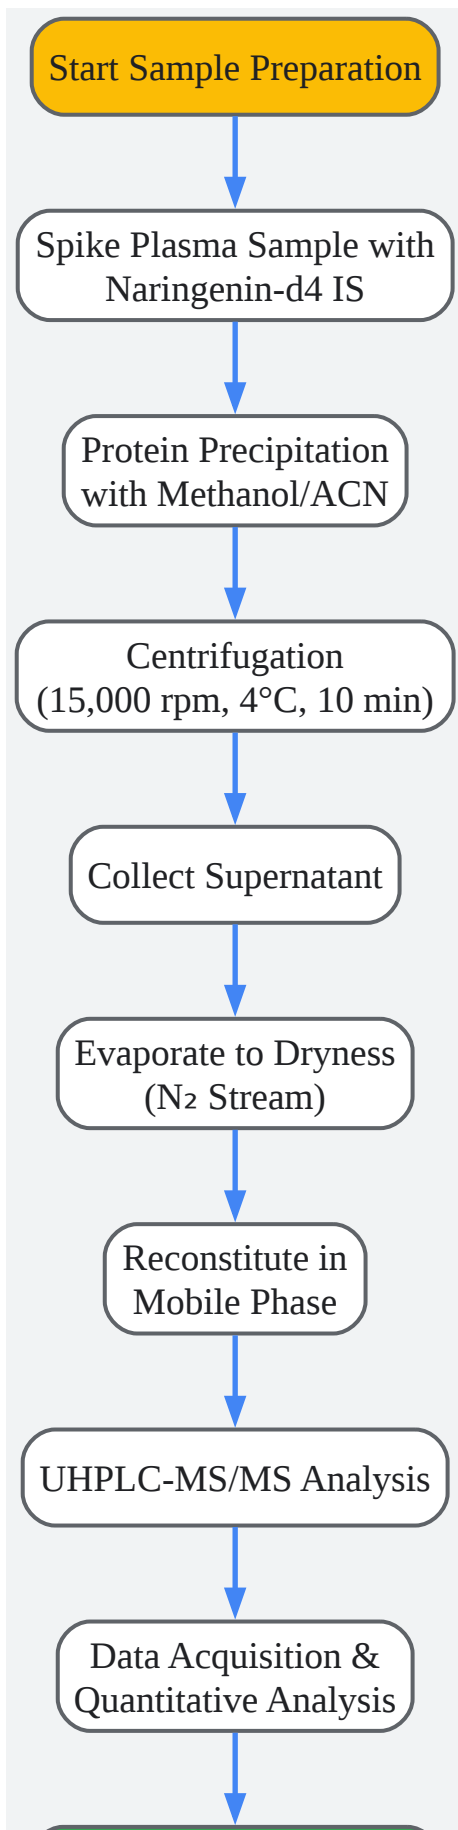 Start Sample Preparation
Spike Plasma Sample with
Naringenin-d4 IS
Protein Precipitation
with Methanol/ACN
Centrifugation
(15,000 rpm, 4°C, 10 min)
Collect Supernatant
Evaporate to Dryness
(N₂ Stream)
Reconstitute in
Mobile Phase
UHPLC-MS/MS Analysis
Data Acquisition &
Quantitative Analysis